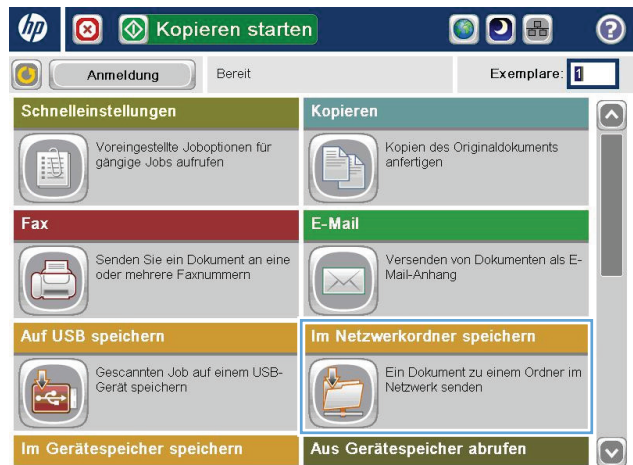 hp
Kopieren starten
?
Anmeldung
Bereit
Exemplare: 1
Schnelleinstellungen
Voreingestellte Joboptionen für
gängige Jobs aufrufen
Kopieren
Kopien des Originaldokuments
anfertigen
Fax
Senden Sie ein Dokument an eine
oder mehrere Faxnummern
E-Mail
Versenden von Dokumenten als E-
Mail-Anhang
Auf USB speichern
Gescannten Job auf einem USB-
Gerät speichern
Im Netzwerkordner speichern
Ein Dokument zu einem Ordner im
Netzwerk senden
Im Gerätespeicher speichern
Aus Gerätespeicher abrufen